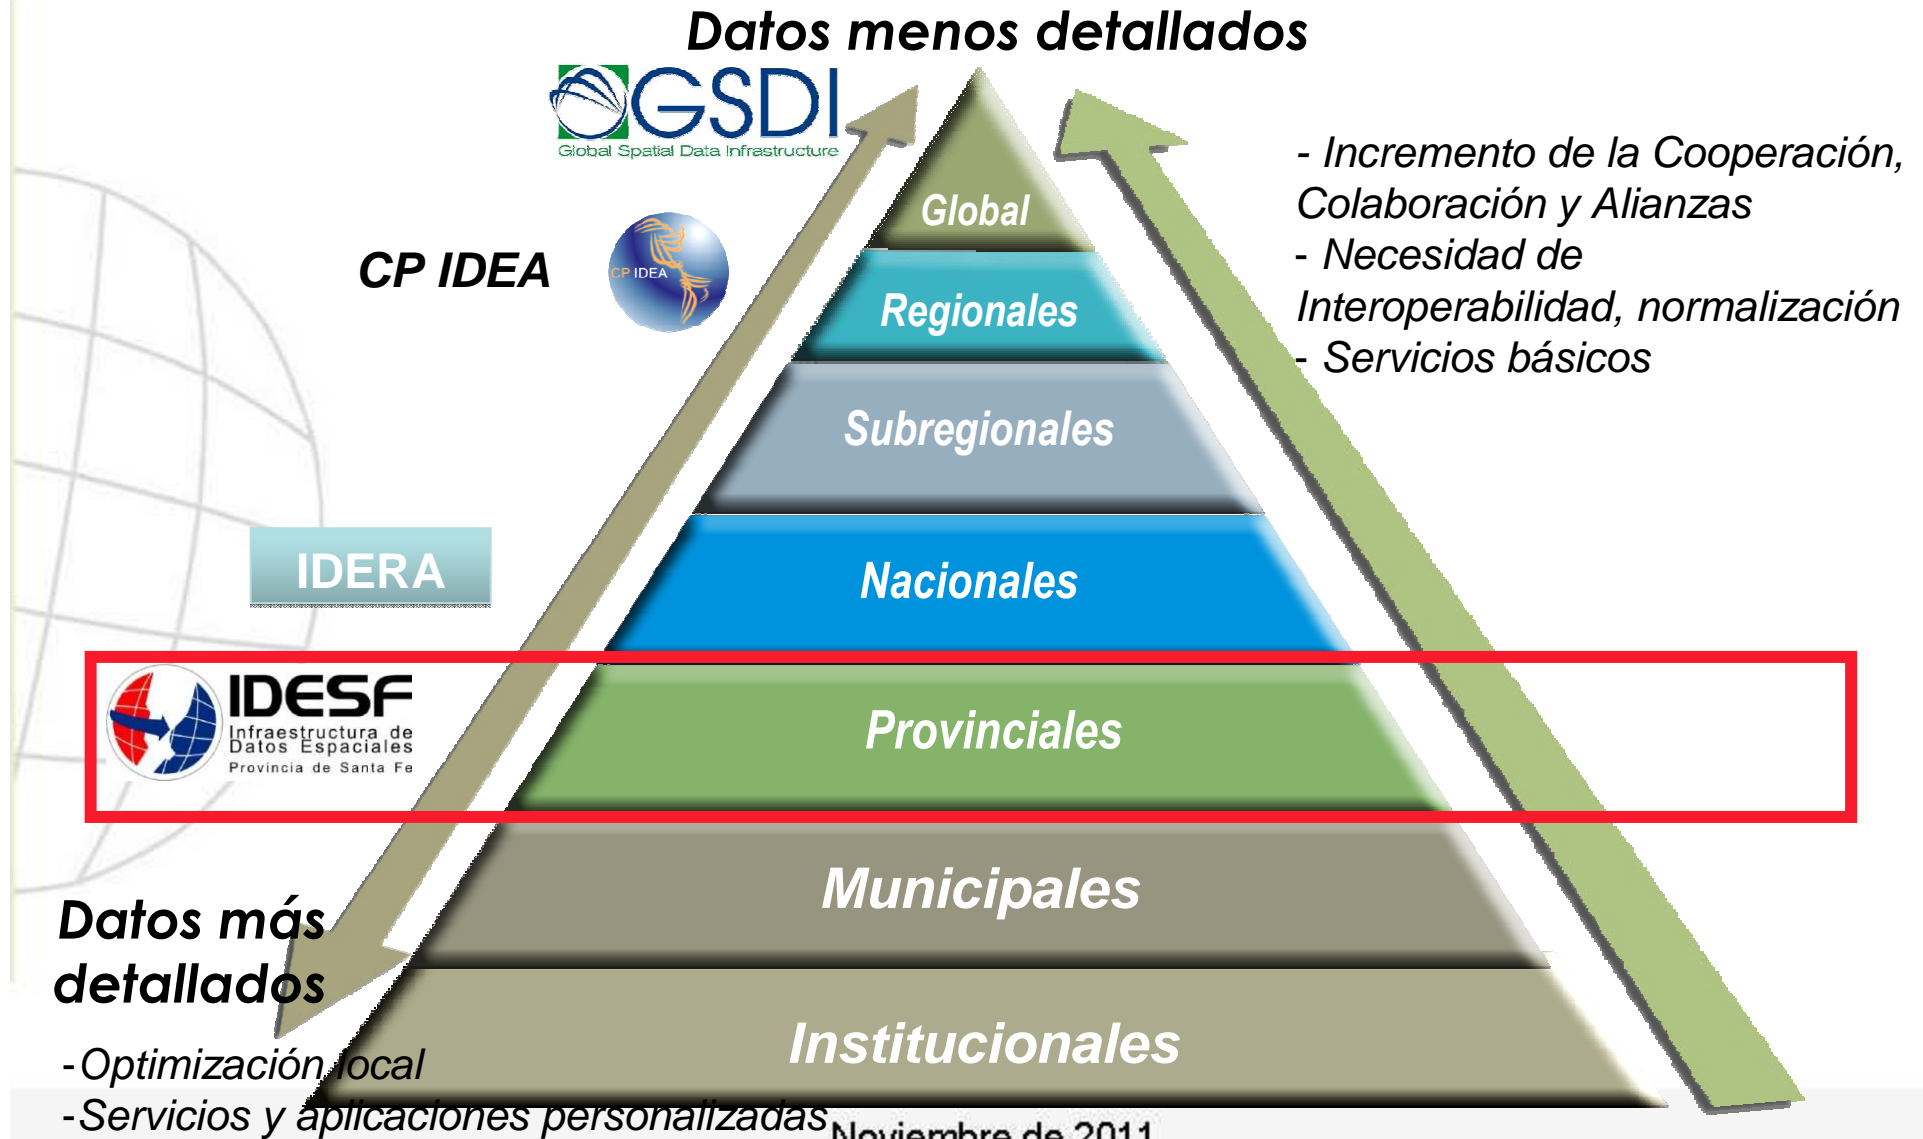 Datos menos detallados
GSDI
Global Spatial Data Infrastructure
- Incremento de la Cooperación,
Colaboración y Alianzas
- Necesidad de
Interoperabilidad, normalización
- Servicios básicos
Global
CP IDEA
CP IDEA
Regionales
Subregionales
IDERA
Nacionales
IDESF
Infraestructura de
Datos Espaciales
Provincia de Santa Fe
Provinciales
Municipales
Datos más
detallados
Institucionales
-Optimización local
-Servicios y aplicaciones personalizadas
Noviembre de 2011